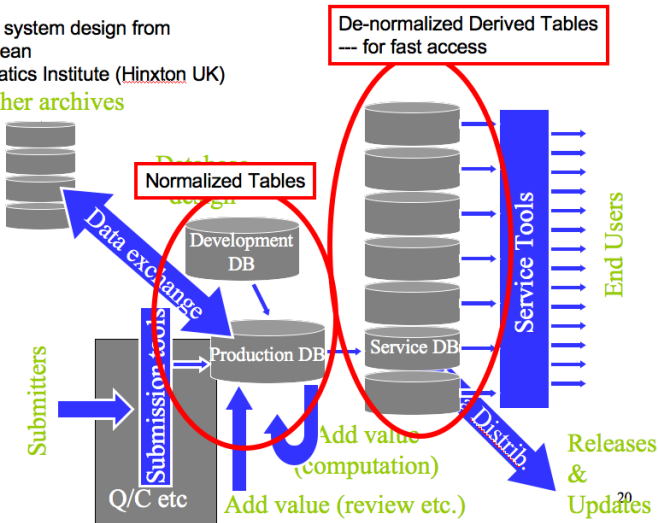 system design from
ean
atics Institute (Hinxton UK)
her archives
De-normalized Derived Tables
--- for fast access
Database
design
Normalized Tables
Data exchange
Development
DB
Production DB
Service DB
Service Tools
End Users
Submitters
Submission tools
Q/C etc
Add value
(computation)
Add value (review etc.)
Distrib.
Releases
&
Updates
20